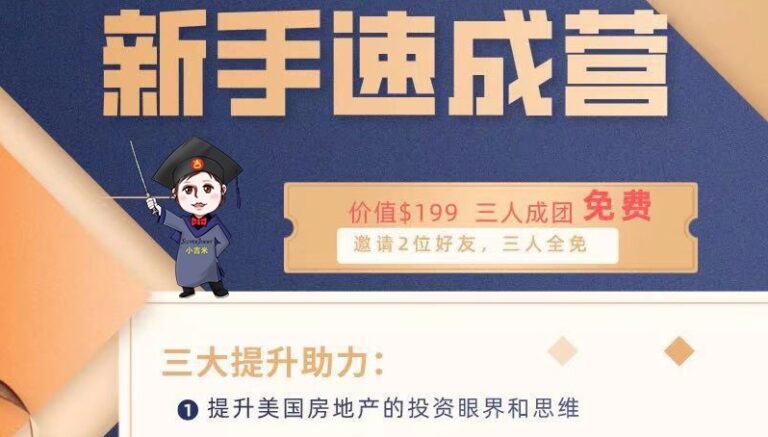 新手速成营
价值$199 三人成团 免费
邀请2位好友，三人全免
小吉米
三大提升助力：
1 提升美国房地产的投资眼界和思维